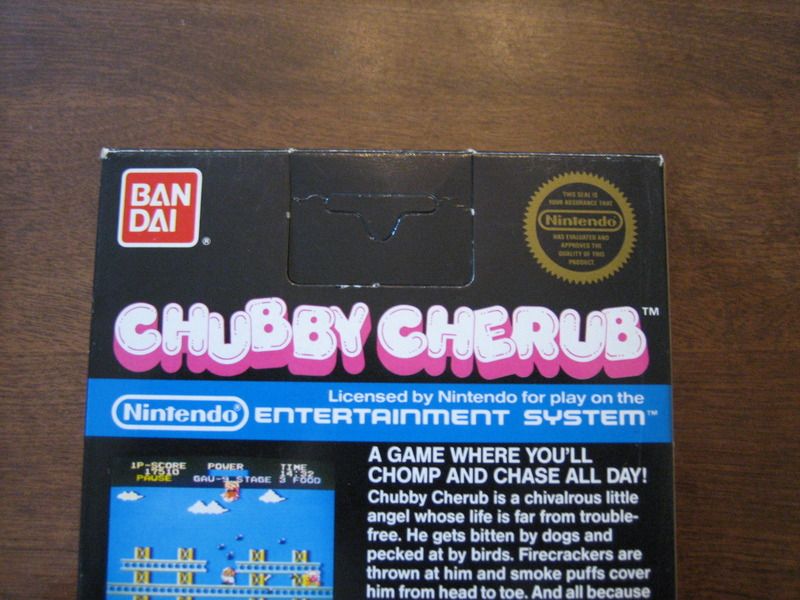 BAN
DAI
®
THIS SEAL IS
YOUR ASSURANCE THAT
Nintendo
HAS EVALUATED AND
APPROVED THE
QUALITY OF THIS
PRODUCT.
CHUBBY CHERUB™
Licensed by Nintendo for play on the
Nintendo® ENTERTAINMENT SYSTEM™
1P-SCORE POWER TIME
17510 14:32
PAUSE STAGE 3 FOOD
A GAME WHERE YOU'LL
CHOMP AND CHASE ALL DAY!
Chubby Cherub is a chivalrous little
angel whose life is far from trouble-
free. He gets bitten by dogs and
pecked at by birds. Firecrackers are
thrown at him and smoke puffs cover
him from head to toe. And all because